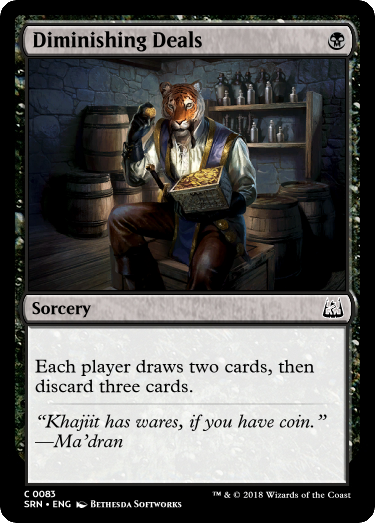 Diminishing Deals
Sorcery
Each player draws two cards, then
discard three cards.
“Khajiit has wares, if you have coin.”
—Ma’dran
C 0083
SRN • ENG Bethesda Softworks
™ & © 2018 Wizards of the Coast